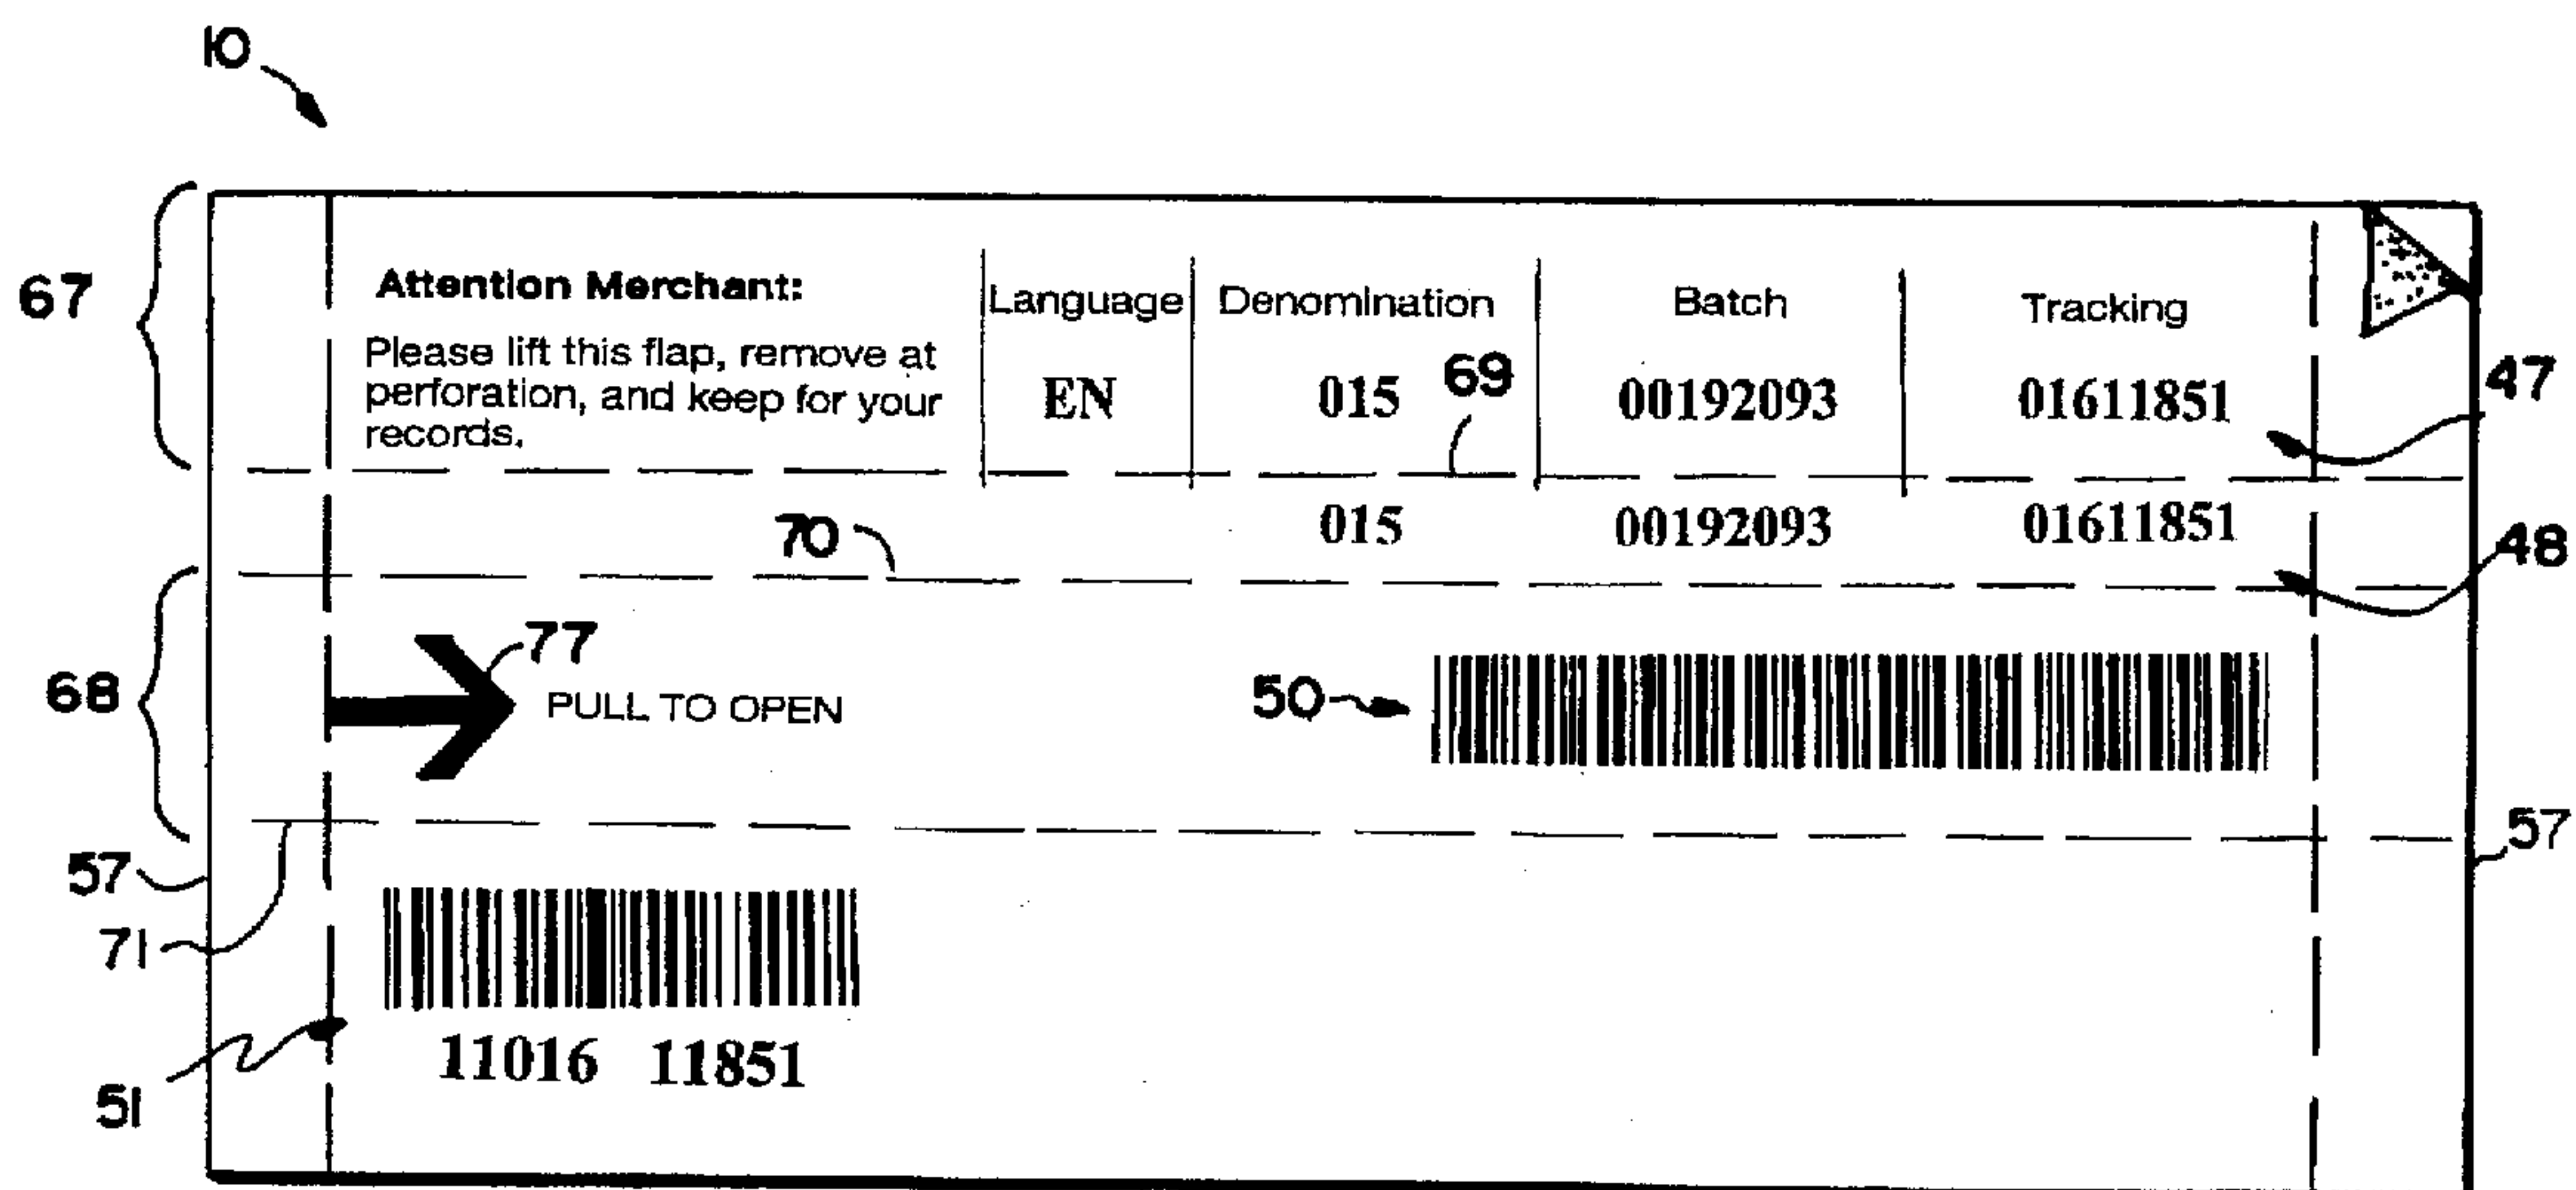 10
67
Attention Merchant:
Please lift this flap, remove at
perforation, and keep for your
records.
Language
EN
Denomination
015
69
Batch
00192093
Tracking
01611851
47
70
015
00192093
01611851
48
68
77
PULL TO OPEN
50
57
57
71
51
11016 11851